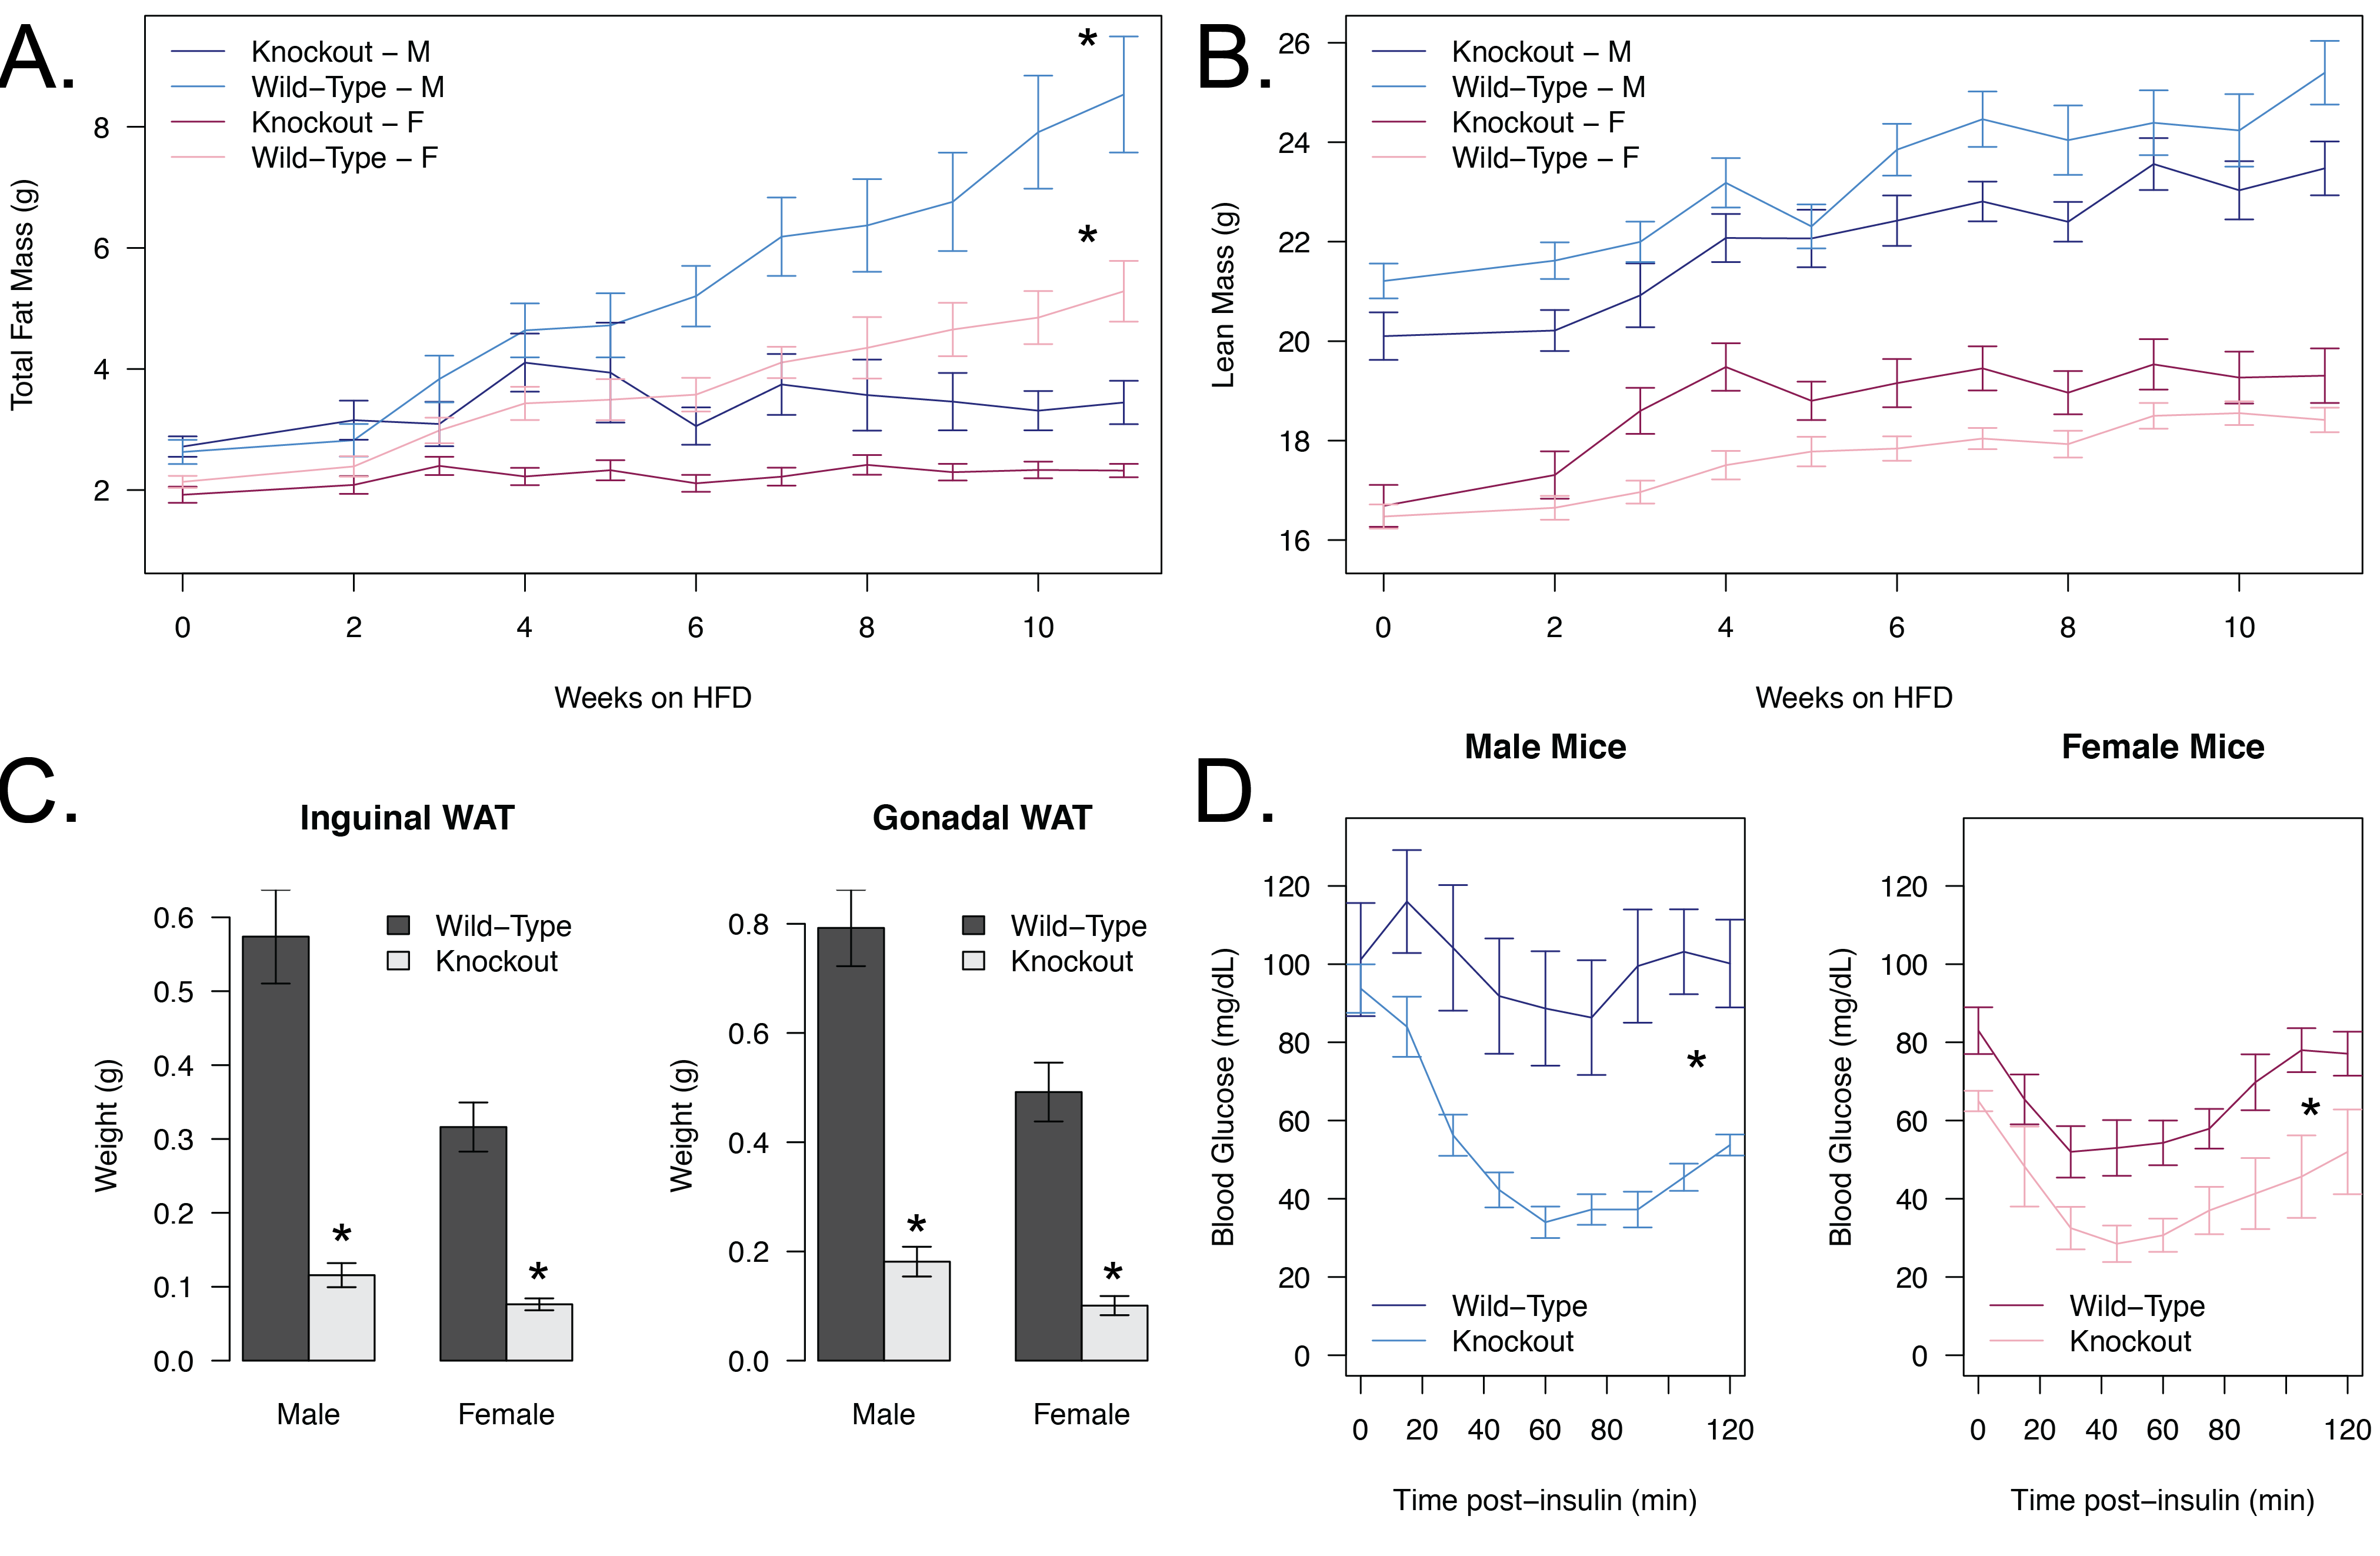 A.
Knockout – M
Wild–Type – M
Knockout – F
Wild–Type – F
*
*
Total Fat Mass (g)
8
6
4
2
0 2 4 6 8 10
Weeks on HFD
B.
Knockout – M
Wild–Type – M
Knockout – F
Wild–Type – F
Lean Mass (g)
26
24
22
20
18
16
0 2 4 6 8 10
Weeks on HFD
C.
Inguinal WAT
Wild–Type
Knockout
Weight (g)
0.6
0.5
0.4
0.3
0.2
0.1
0.0
*
*
Male Female
Gonadal WAT
Wild–Type
Knockout
Weight (g)
0.8
0.6
0.4
0.2
0.0
*
*
Male Female
D.
Male Mice
Blood Glucose (mg/dL)
120
100
80
60
40
20
0
*
Wild–Type
Knockout
0 20 40 60 80 120
Time post–insulin (min)
Female Mice
Blood Glucose (mg/dL)
120
100
80
60
40
20
0
*
Wild–Type
Knockout
0 20 40 60 80 120
Time post–insulin (min)